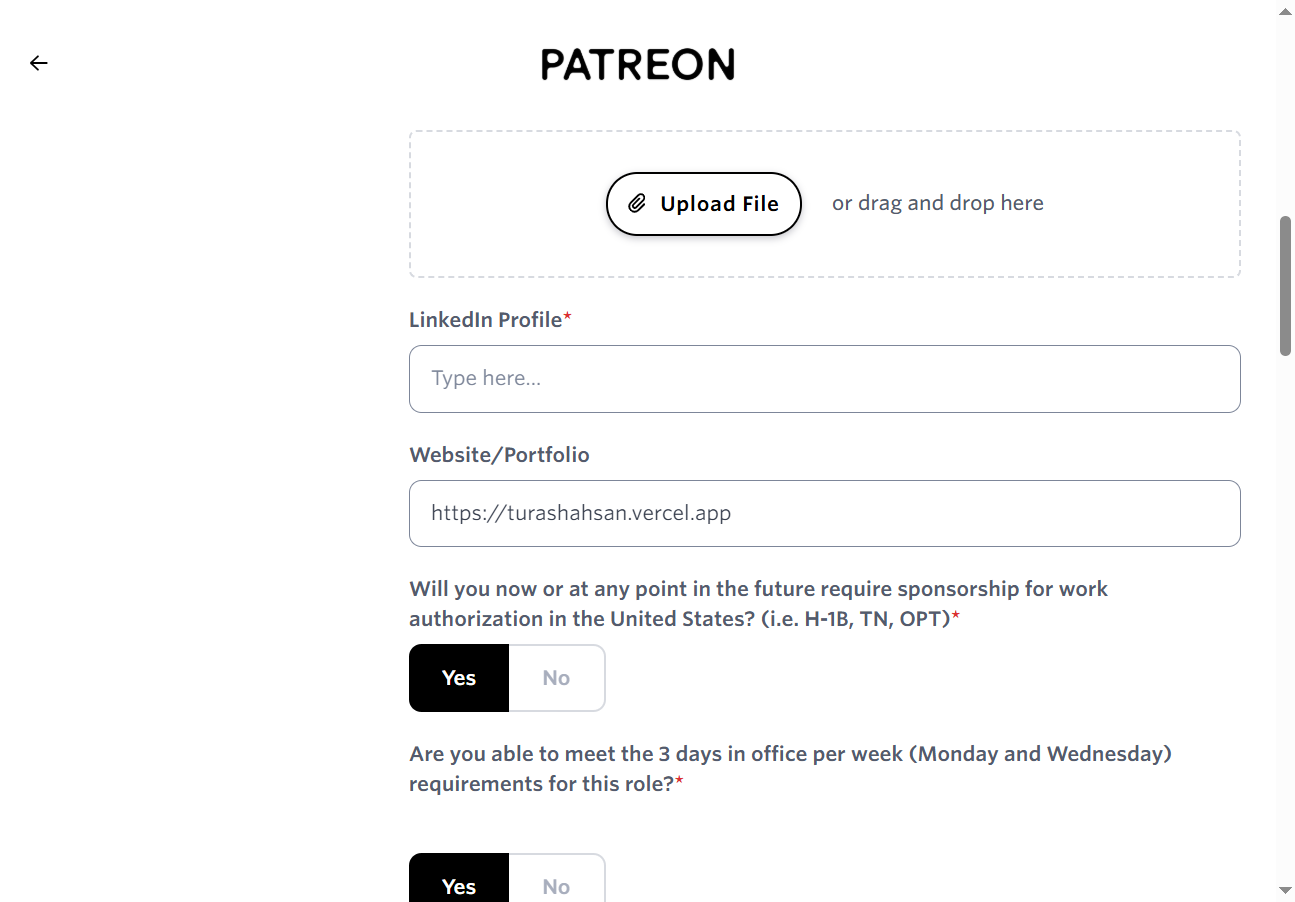 PATREON
Upload File or drag and drop here
LinkedIn Profile*
Type here...
Website/Portfolio
https://turashahsan.vercel.app
Will you now or at any point in the future require sponsorship for work
authorization in the United States? (i.e. H-1B, TN, OPT)*
Yes No
Are you able to meet the 3 days in office per week (Monday and Wednesday)
requirements for this role?*
Yes No